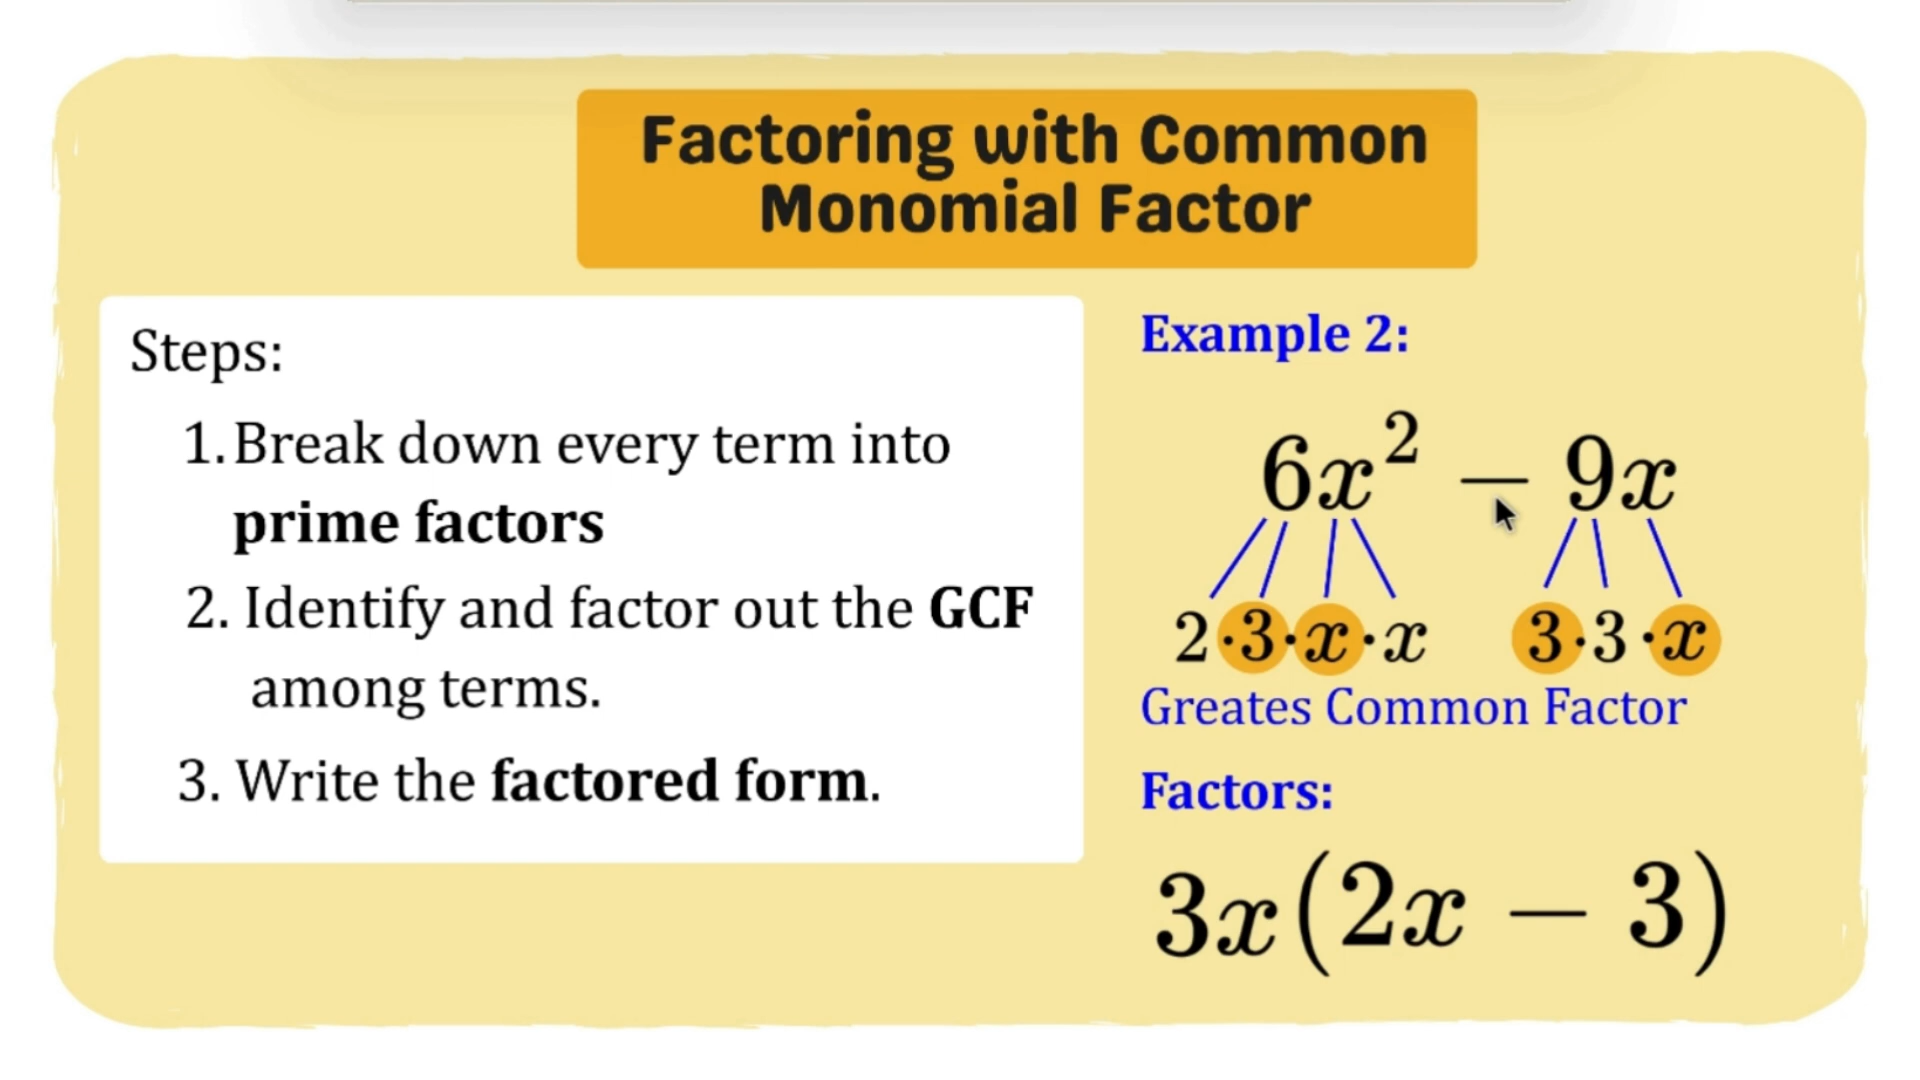 Factoring with Common
Monomial Factor
Steps:
1. Break down every term into
prime factors
2. Identify and factor out the GCF
among terms.
3. Write the factored form.
Example 2:
6x² − 9x
2·3·x·x 3·3·x
Greates Common Factor
Factors:
3x(2x − 3)